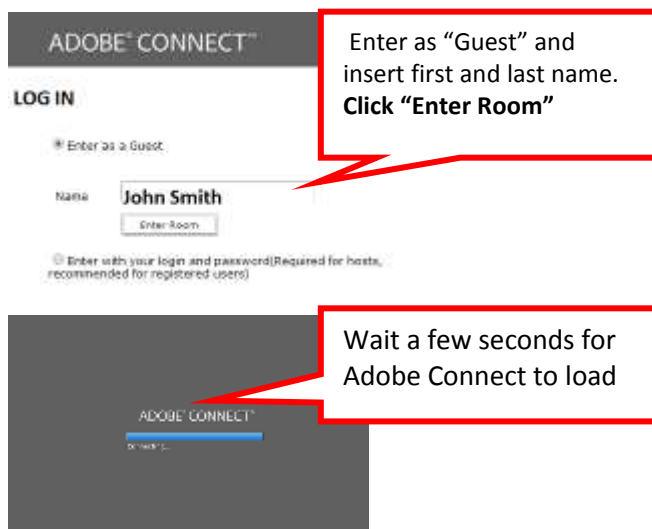 ADOBE® CONNECT™
Enter as “Guest” and
insert first and last name.
Click “Enter Room”
LOG IN
Enter as a Guest
Name
John Smith
Enter Room
Enter with your login and password(Required for hosts,
recommended for registered users)
Wait a few seconds for
Adobe Connect to load
ADOBE® CONNECT™
Connecting...